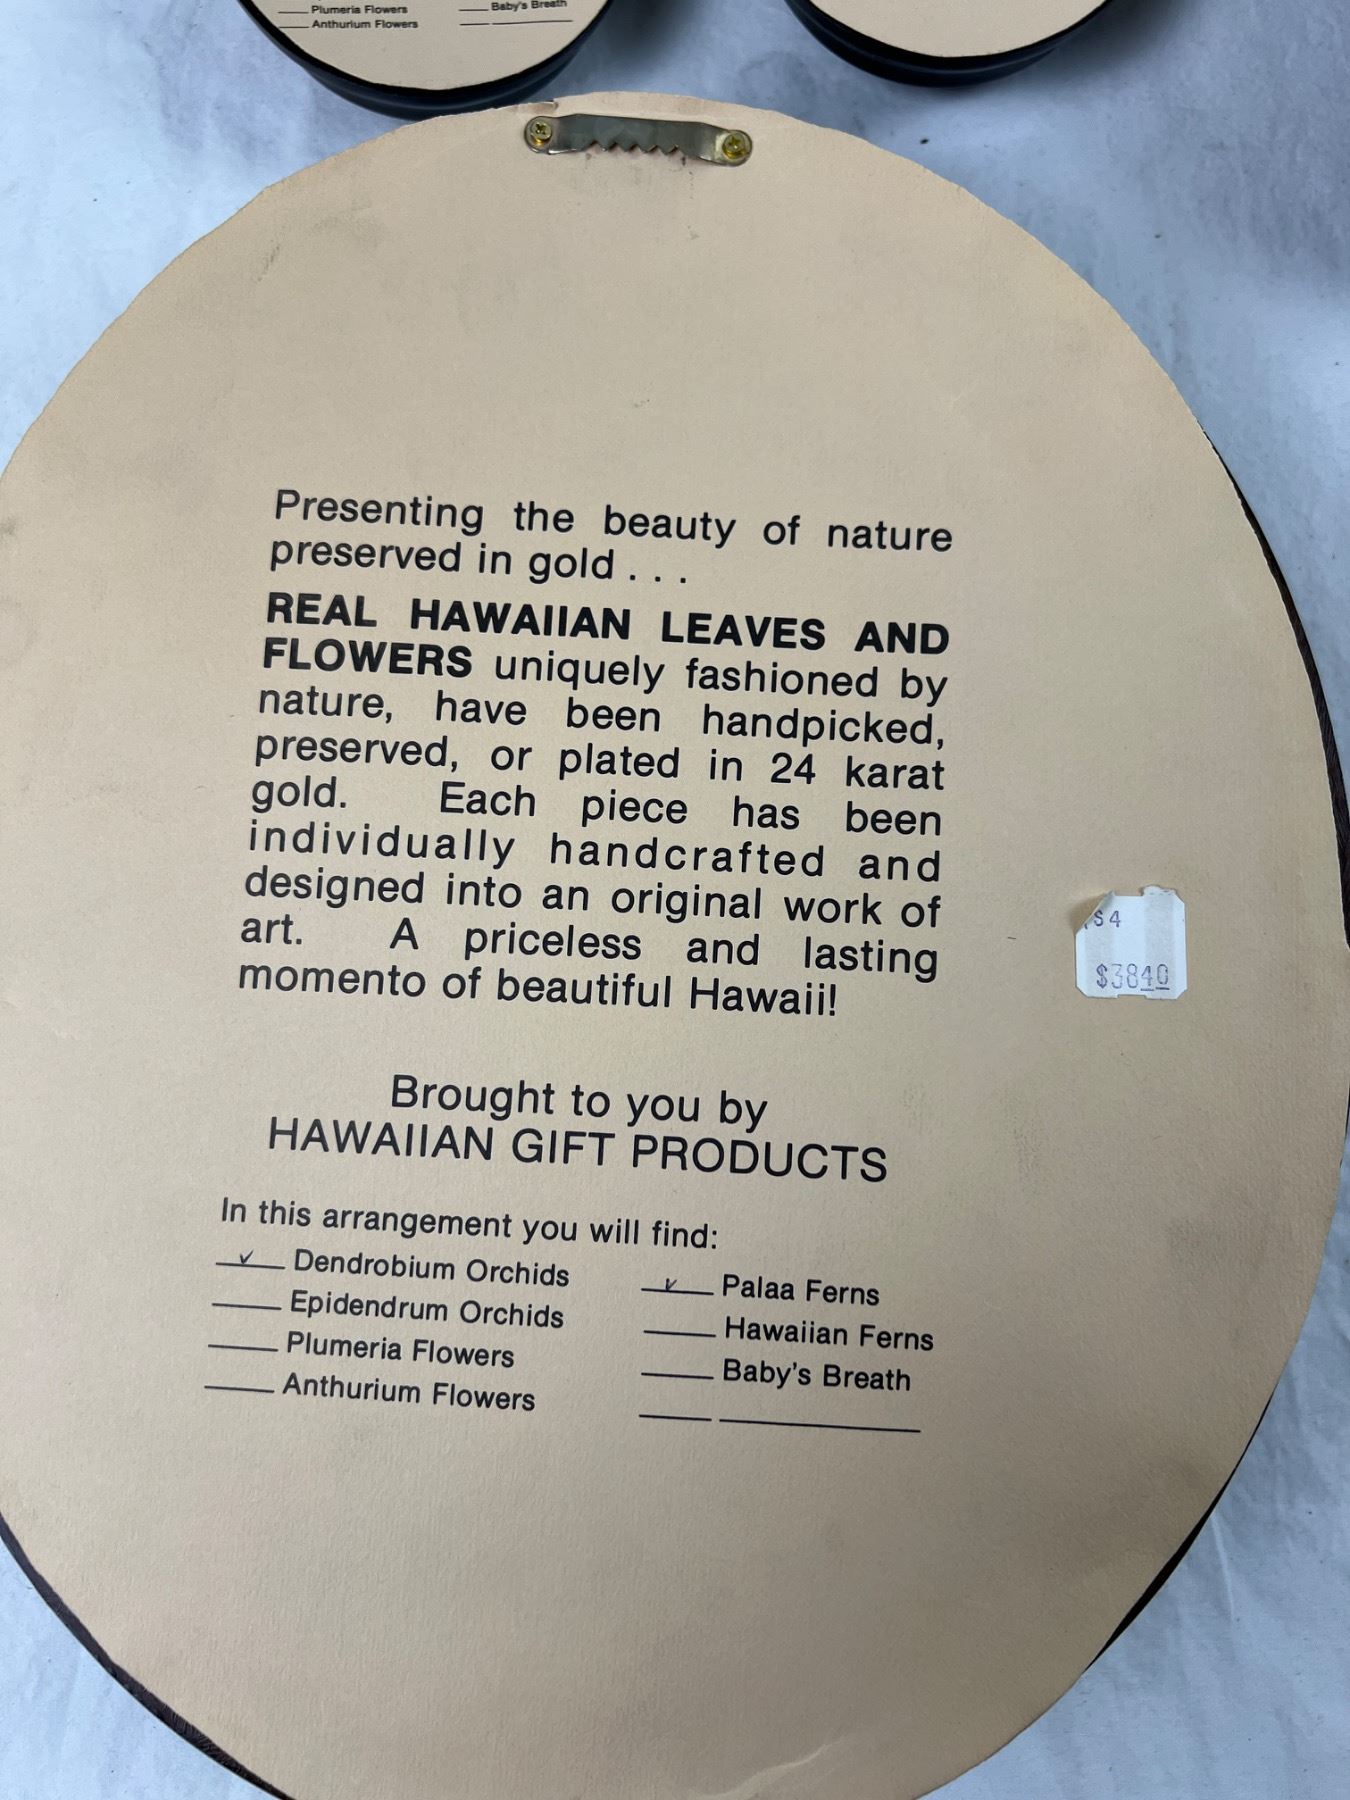 Plumeria Flowers
Anthurium Flowers
Baby's Breath
Presenting the beauty of nature
preserved in gold . . .
REAL HAWAIIAN LEAVES AND
FLOWERS uniquely fashioned by
nature, have been handpicked,
preserved, or plated in 24 karat
gold. Each piece has been
individually handcrafted and
designed into an original work of
art. A priceless and lasting
momento of beautiful Hawaii!
$4
$3840
Brought to you by
HAWAIIAN GIFT PRODUCTS
In this arrangement you will find:
✓ Dendrobium Orchids
Epidendrum Orchids
Plumeria Flowers
Anthurium Flowers
✓ Palaa Ferns
Hawaiian Ferns
Baby's Breath